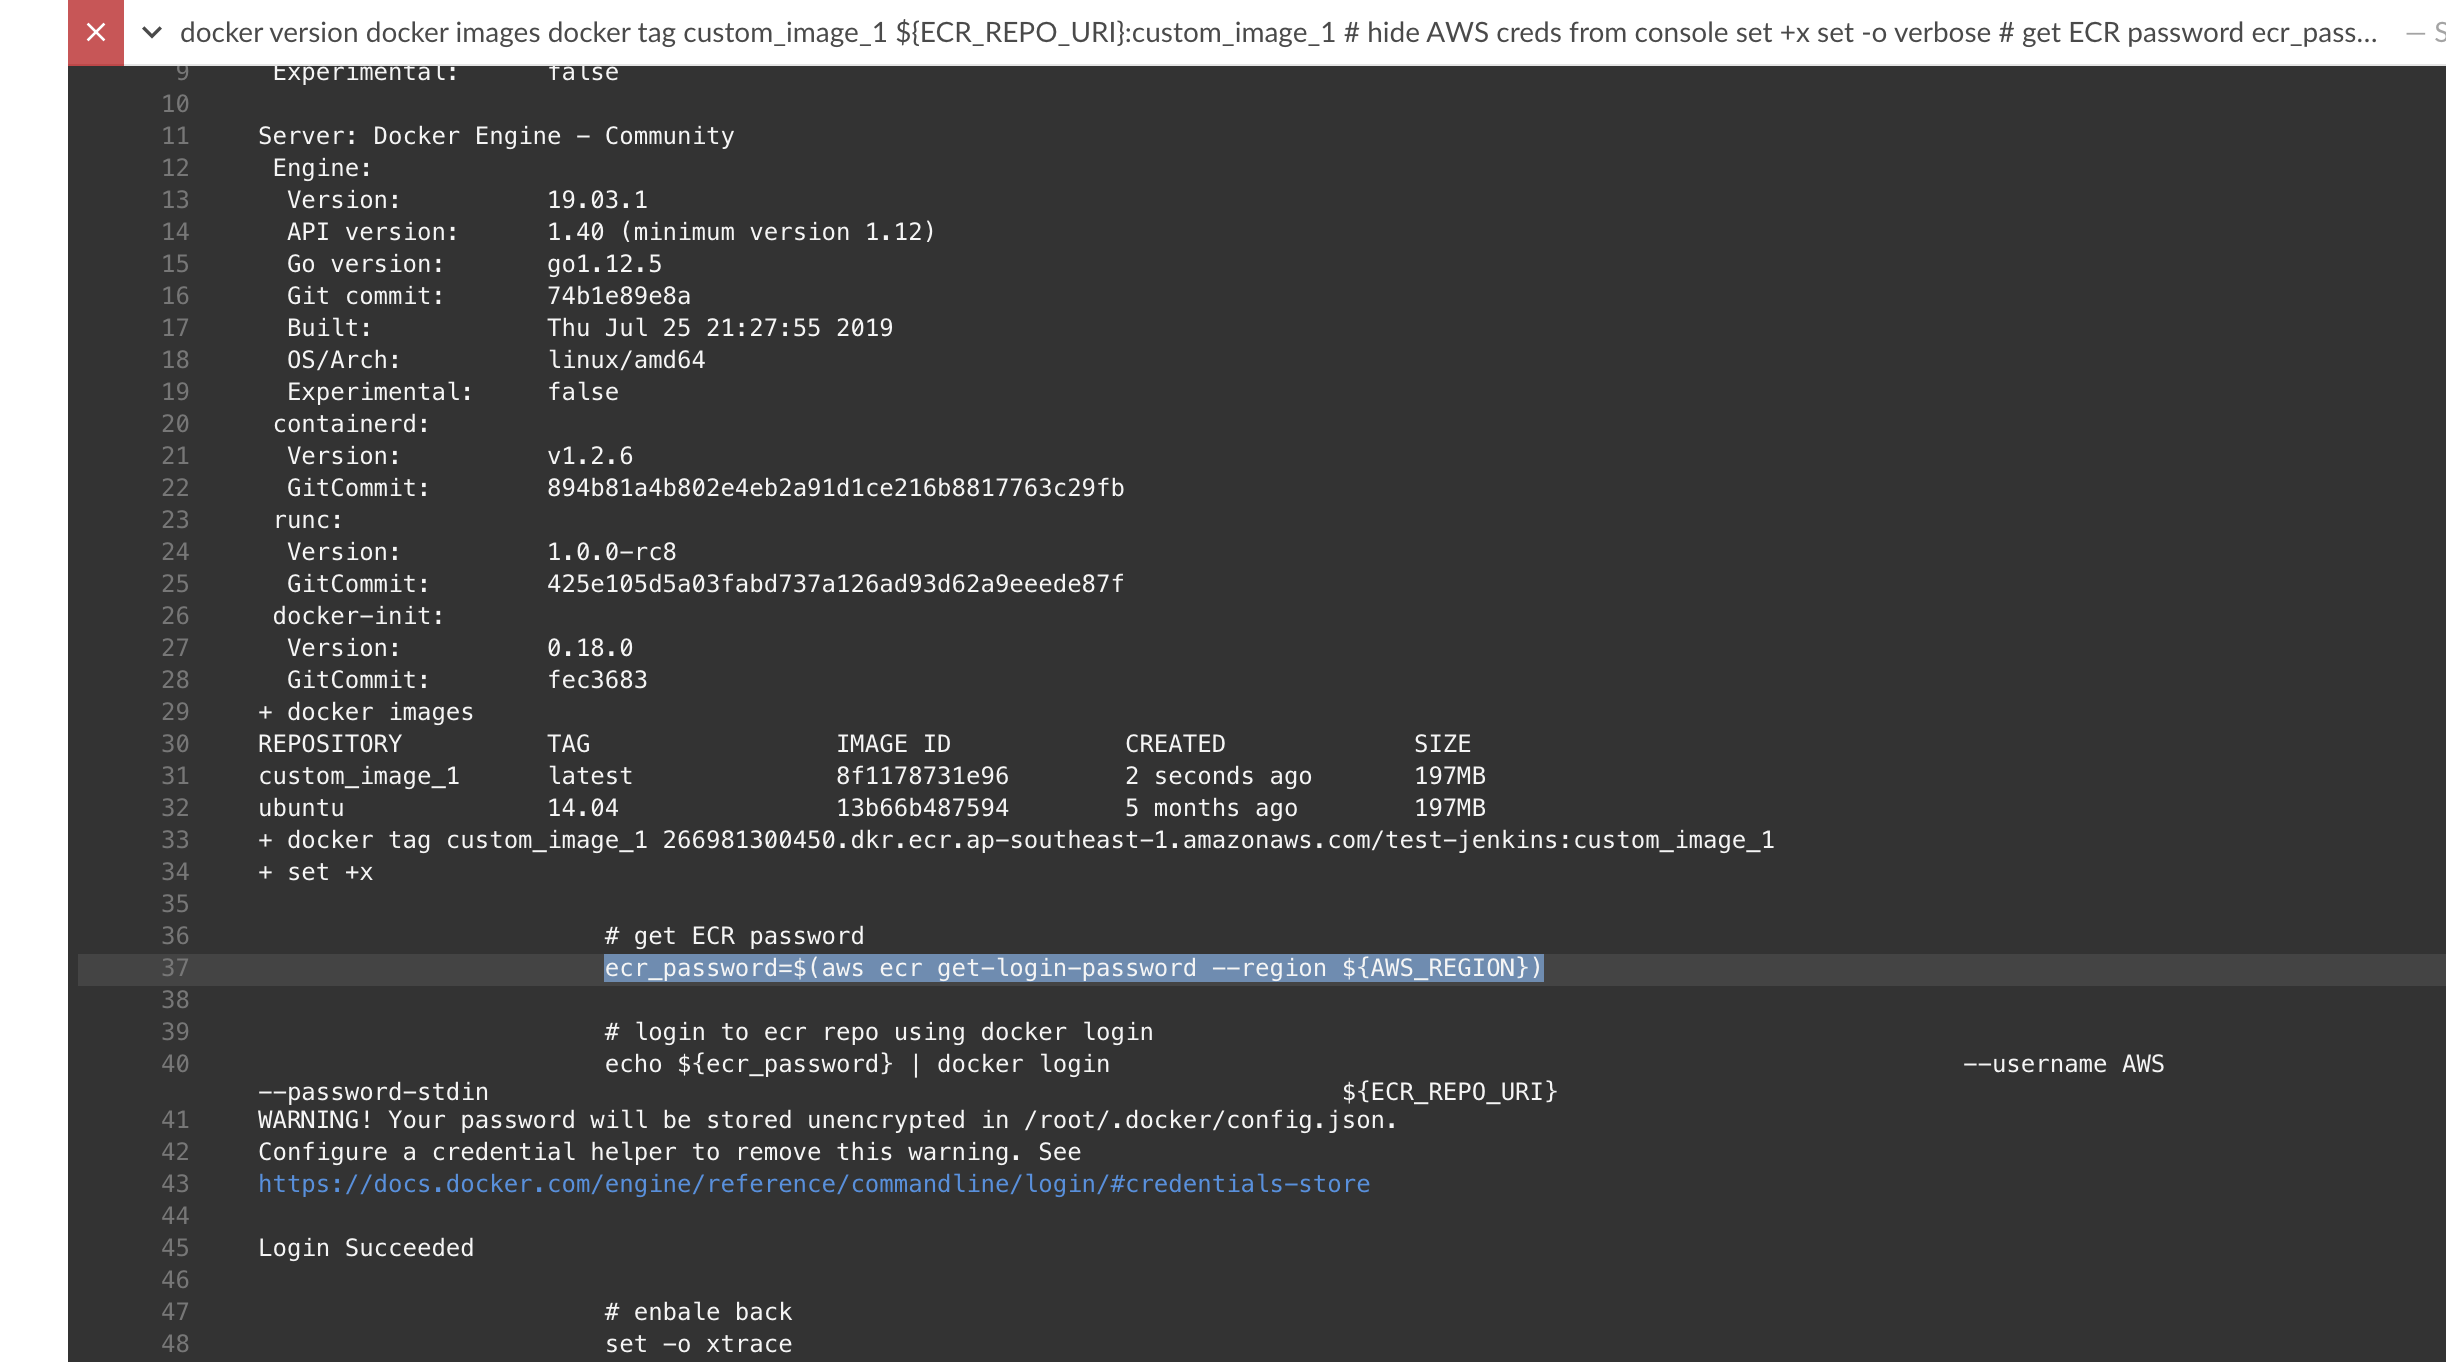 docker version docker images docker tag custom_image_1 ${ECR_REPO_URI}:custom_image_1 # hide AWS creds from console set +x set -o verbose # get ECR password ecr_pass... — S
9 Experimental: false
10
11 Server: Docker Engine - Community
12 Engine:
13 Version: 19.03.1
14 API version: 1.40 (minimum version 1.12)
15 Go version: go1.12.5
16 Git commit: 74b1e89e8a
17 Built: Thu Jul 25 21:27:55 2019
18 OS/Arch: linux/amd64
19 Experimental: false
20 containerd:
21 Version: v1.2.6
22 GitCommit: 894b81a4b802e4eb2a91d1ce216b8817763c29fb
23 runc:
24 Version: 1.0.0-rc8
25 GitCommit: 425e105d5a03fabd737a126ad93d62a9eeede87f
26 docker-init:
27 Version: 0.18.0
28 GitCommit: fec3683
29 + docker images
30 REPOSITORY TAG IMAGE ID CREATED SIZE
31 custom_image_1 latest 8f1178731e96 2 seconds ago 197MB
32 ubuntu 14.04 13b66b487594 5 months ago 197MB
33 + docker tag custom_image_1 266981300450.dkr.ecr.ap-southeast-1.amazonaws.com/test-jenkins:custom_image_1
34 + set +x
35
36 # get ECR password
37 ecr_password=$(aws ecr get-login-password --region ${AWS_REGION})
38
39 # login to ecr repo using docker login
40 echo ${ecr_password} | docker login --username AWS
--password-stdin ${ECR_REPO_URI}
41 WARNING! Your password will be stored unencrypted in /root/.docker/config.json.
42 Configure a credential helper to remove this warning. See
43 https://docs.docker.com/engine/reference/commandline/login/#credentials-store
44
45 Login Succeeded
46
47 # enbale back
48 set -o xtrace